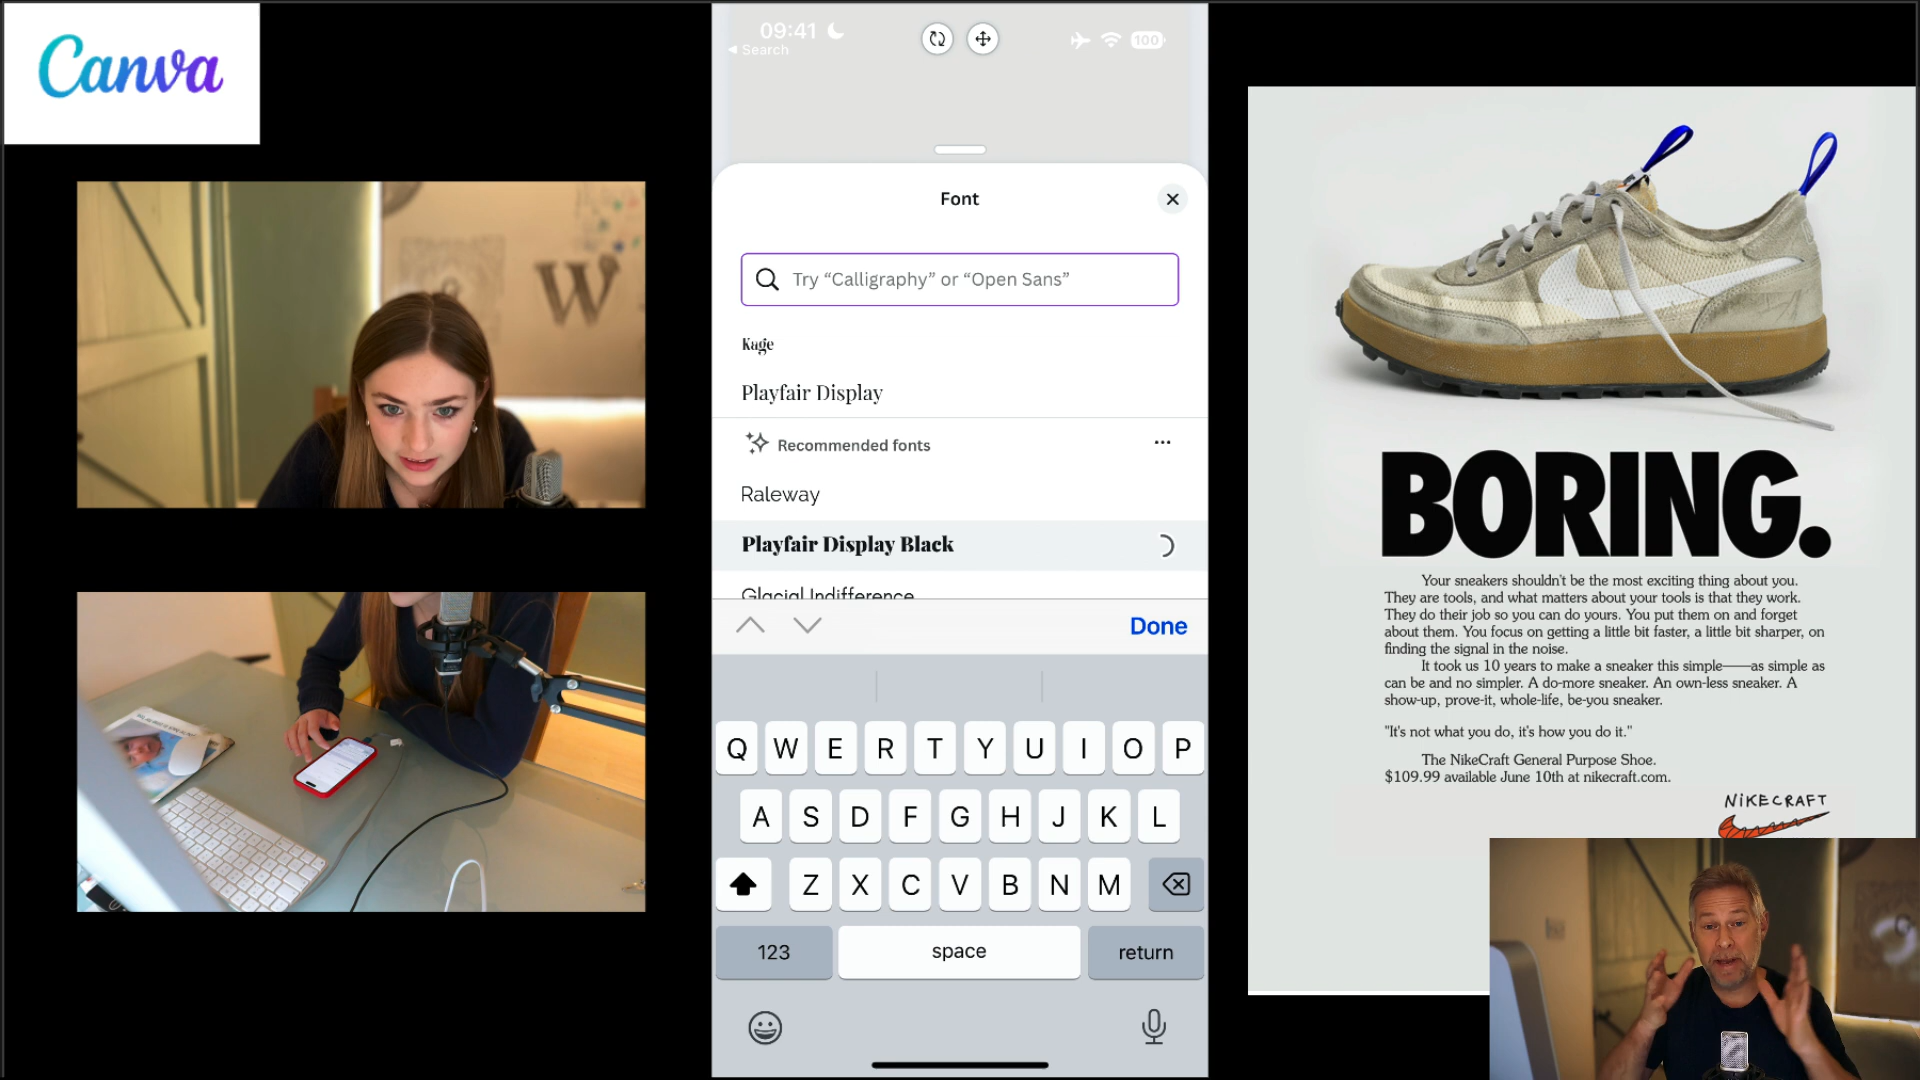 Canva
W
09:41
Search
100
Font
Try “Calligraphy” or “Open Sans”
Kage
Playfair Display
Recommended fonts
...
Raleway
Playfair Display Black
Glacial Indifference
Done
Q W E R T Y U I O P
A S D F G H J K L
Z X C V B N M
123
space
return
BORING.
Your sneakers shouldn't be the most exciting thing about you.
They are tools, and what matters about your tools is that they work.
They do their job so you can do yours. You put them on and forget
about them. You focus on getting a little bit faster, a little bit sharper, on
finding the signal in the noise.
It took us 10 years to make a sneaker this simple——as simple as
can be and no simpler. A do-more sneaker. An own-less sneaker. A
show-up, prove-it, whole-life, be-you sneaker.
"It's not what you do, it's how you do it."
The NikeCraft General Purpose Shoe.
$109.99 available June 10th at nikecraft.com.
NiKECRAFT